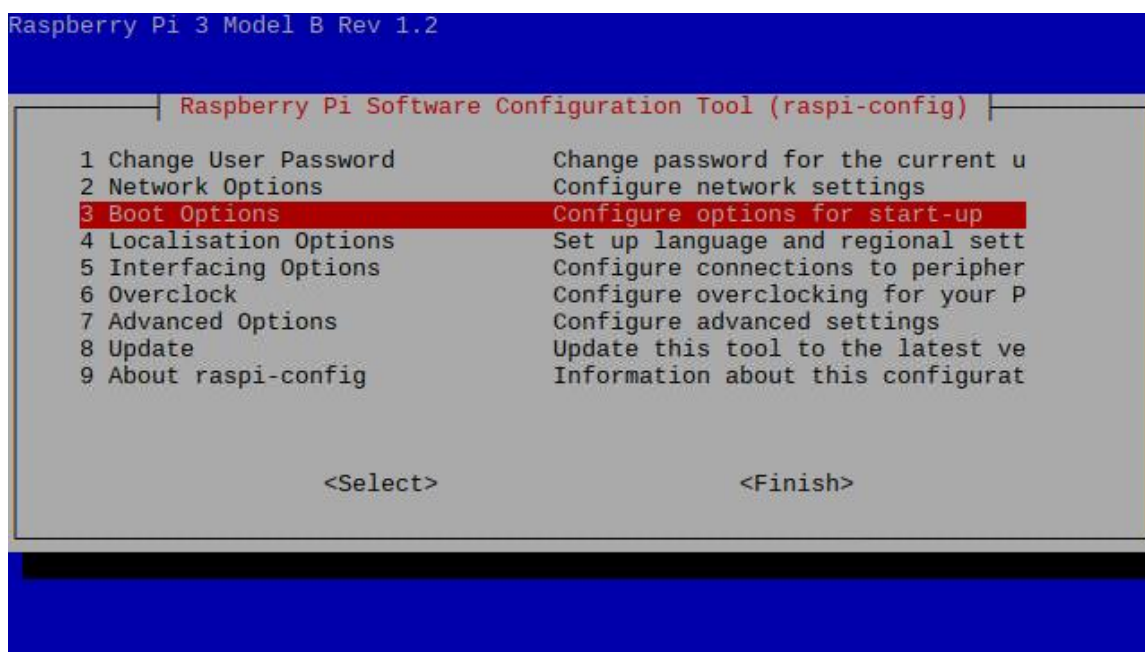 Raspberry Pi 3 Model B Rev 1.2
Raspberry Pi Software Configuration Tool (raspi-config)
1 Change User Password Change password for the current u
2 Network Options Configure network settings
3 Boot Options Configure options for start-up
4 Localisation Options Set up language and regional sett
5 Interfacing Options Configure connections to peripher
6 Overclock Configure overclocking for your P
7 Advanced Options Configure advanced settings
8 Update Update this tool to the latest ve
9 About raspi-config Information about this configurat
<Select> <Finish>